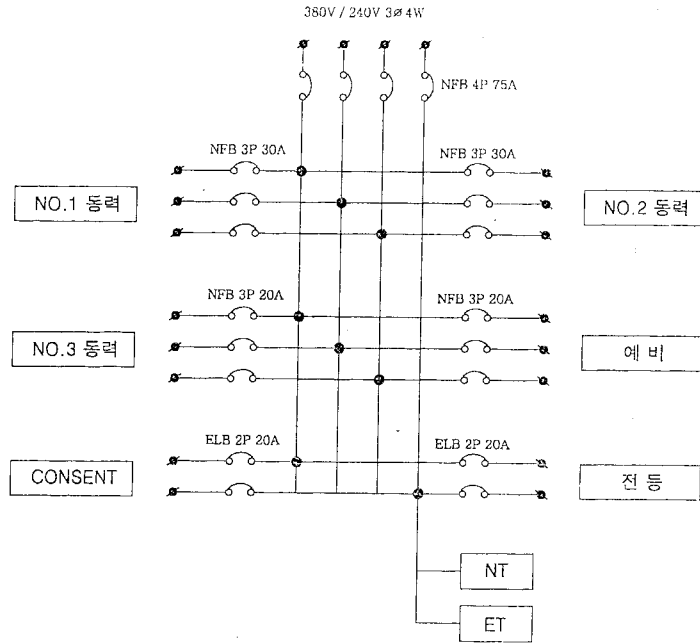 380V / 240V 3ø 4W
NFB 4P 75A
NFB 3P 30A
NFB 3P 30A
NO.1 동력
NO.2 동력
NFB 3P 20A
NFB 3P 20A
NO.3 동력
예 비
ELB 2P 20A
ELB 2P 20A
CONSENT
전 등
NT
ET